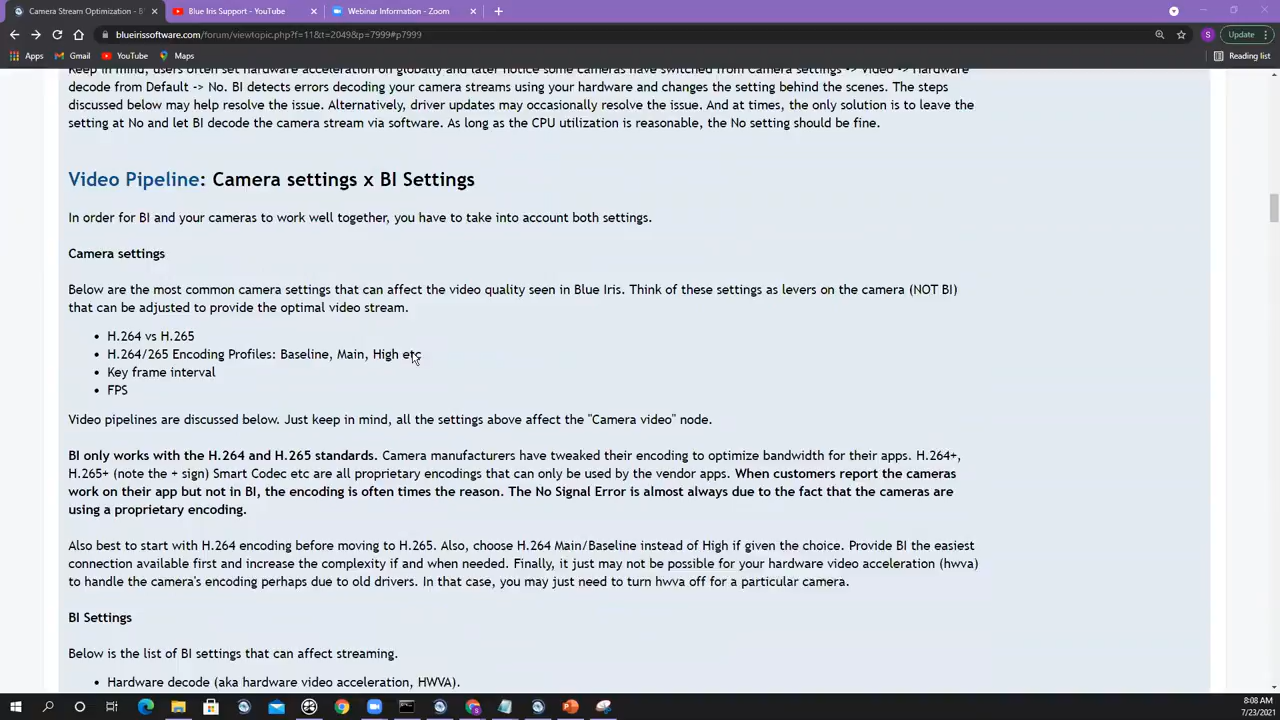 Camera Stream Optimization - B
Blue Iris Support - YouTube
Webinar Information - Zoom
blueirissoftware.com/forum/viewtopic.php?f=11&t=2049&p=7999#p7999
S
Update
Apps
Gmail
YouTube
Maps
Reading list
Keep in mind, users often set hardware acceleration on globally and later notice some cameras have switched from Camera settings -> Video -> Hardware
decode from Default -> No. BI detects errors decoding your camera streams using your hardware and changes the setting behind the scenes. The steps
discussed below may help resolve the issue. Alternatively, driver updates may occasionally resolve the issue. And at times, the only solution is to leave the
setting at No and let BI decode the camera stream via software. As long as the CPU utilization is reasonable, the No setting should be fine.
Video Pipeline: Camera settings x BI Settings
In order for BI and your cameras to work well together, you have to take into account both settings.
Camera settings
Below are the most common camera settings that can affect the video quality seen in Blue Iris. Think of these settings as levers on the camera (NOT BI)
that can be adjusted to provide the optimal video stream.
• H.264 vs H.265
• H.264/265 Encoding Profiles: Baseline, Main, High etc
• Key frame interval
• FPS
Video pipelines are discussed below. Just keep in mind, all the settings above affect the "Camera video" node.
BI only works with the H.264 and H.265 standards. Camera manufacturers have tweaked their encoding to optimize bandwidth for their apps. H.264+,
H.265+ (note the + sign) Smart Codec etc are all proprietary encodings that can only be used by the vendor apps. When customers report the cameras
work on their app but not in BI, the encoding is often times the reason. The No Signal Error is almost always due to the fact that the cameras are
using a proprietary encoding.
Also best to start with H.264 encoding before moving to H.265. Also, choose H.264 Main/Baseline instead of High if given the choice. Provide BI the easiest
connection available first and increase the complexity if and when needed. Finally, it just may not be possible for your hardware video acceleration (hwva)
to handle the camera's encoding perhaps due to old drivers. In that case, you may just need to turn hwva off for a particular camera.
BI Settings
Below is the list of BI settings that can affect streaming.
• Hardware decode (aka hardware video acceleration, HWVA).
8:08 AM
7/23/2021